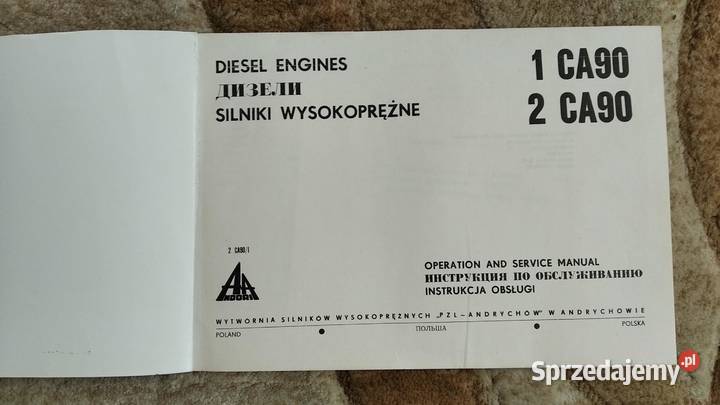 DIESEL ENGINES
ДИЗЕЛИ
SILNIKI WYSOKOPRĘŻNE
1 CA90
2 CA90
2 CA90/I
ANDORIA
OPERATION AND SERVICE MANUAL
ИНСТРУКЦИЯ ПО ОБСЛУЖИВАНИЮ
INSTRUKCJA OBSŁUGI
WYTWÓRNIA SILNIKÓW WYSOKOPRĘŻNYCH „PZL-ANDRYCHÓW" W ANDRYCHOWIE
POLAND ПОЛЬША POLSKA
Sprzedajemy.pl